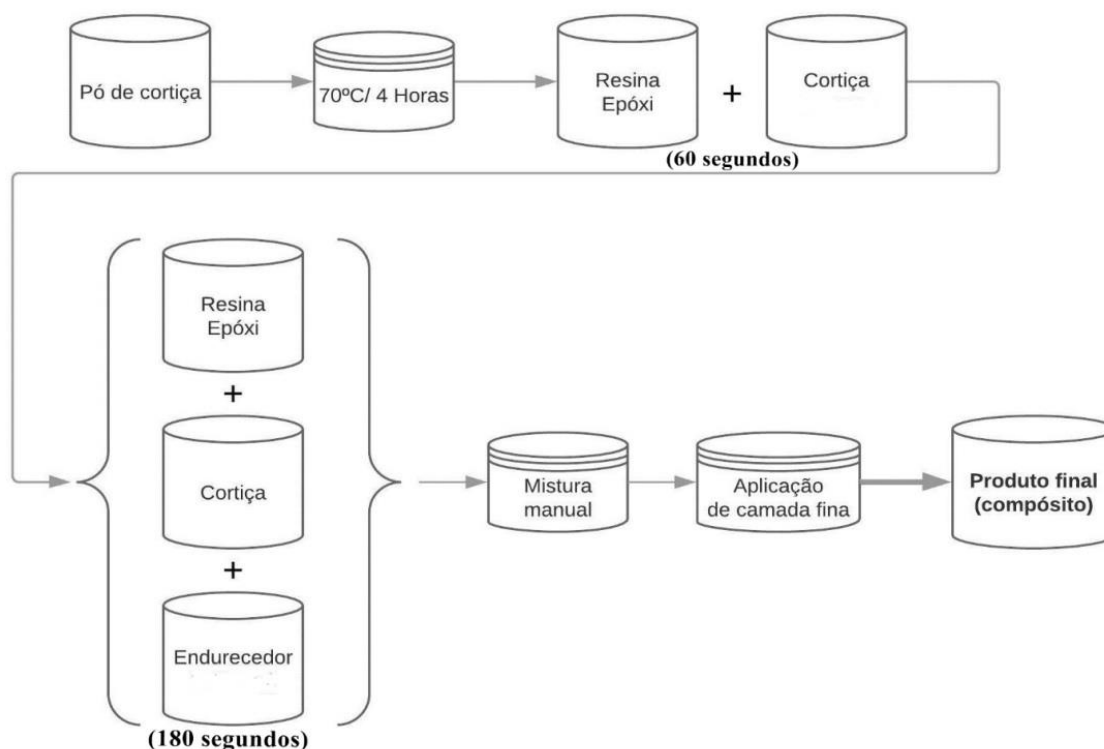 Pó de cortiça
70ºC/ 4 Horas
Resina
Epóxi
+
Cortiça
(60 segundos)
Resina
Epóxi
+
Cortiça
+
Endurecedor
(180 segundos)
Mistura
manual
Aplicação
de camada fina
Produto final
(compósito)